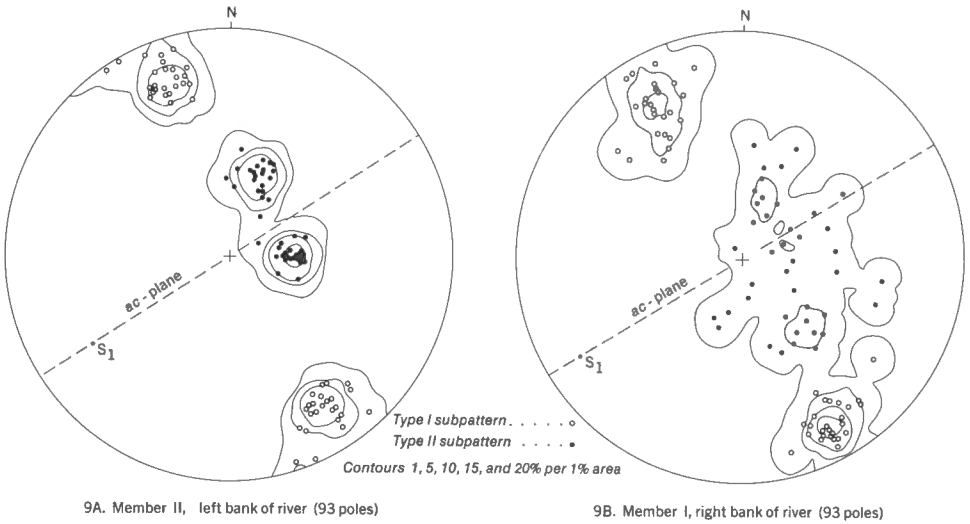 N
N
ac-plane
ac-plane
S1
S1
Type I subpattern . . . . . . ○
Type II subpattern . . . . . ●
Contours 1, 5, 10, 15, and 20% per 1% area
9A. Member II, left bank of river (93 poles)
9B. Member I, right bank of river (93 poles)